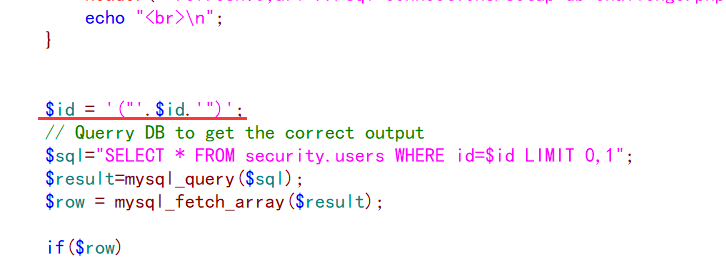 echo "<br>\n";
}
$id = '("'.$id.'")';
// Querry DB to get the correct output
$sql="SELECT * FROM security.users WHERE id=$id LIMIT 0,1";
$result=mysql_query($sql);
$row = mysql_fetch_array($result);
if($row)